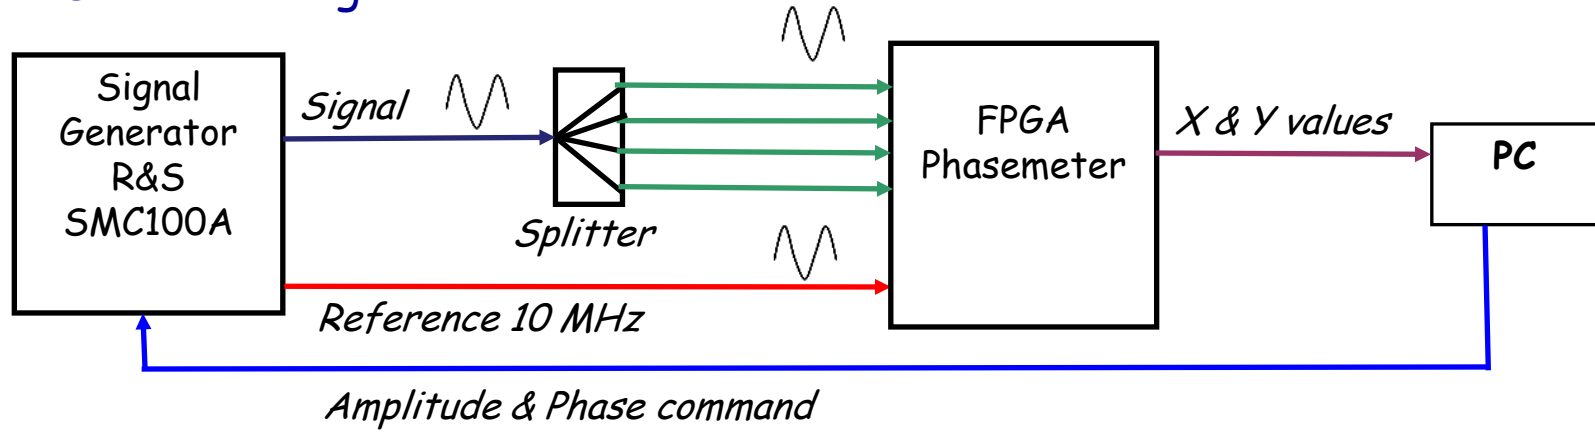 Signal
Generator
R&S
SMC100A
Signal
Splitter
Reference 10 MHz
FPGA
Phasemeter
X & Y values
PC
Amplitude & Phase command